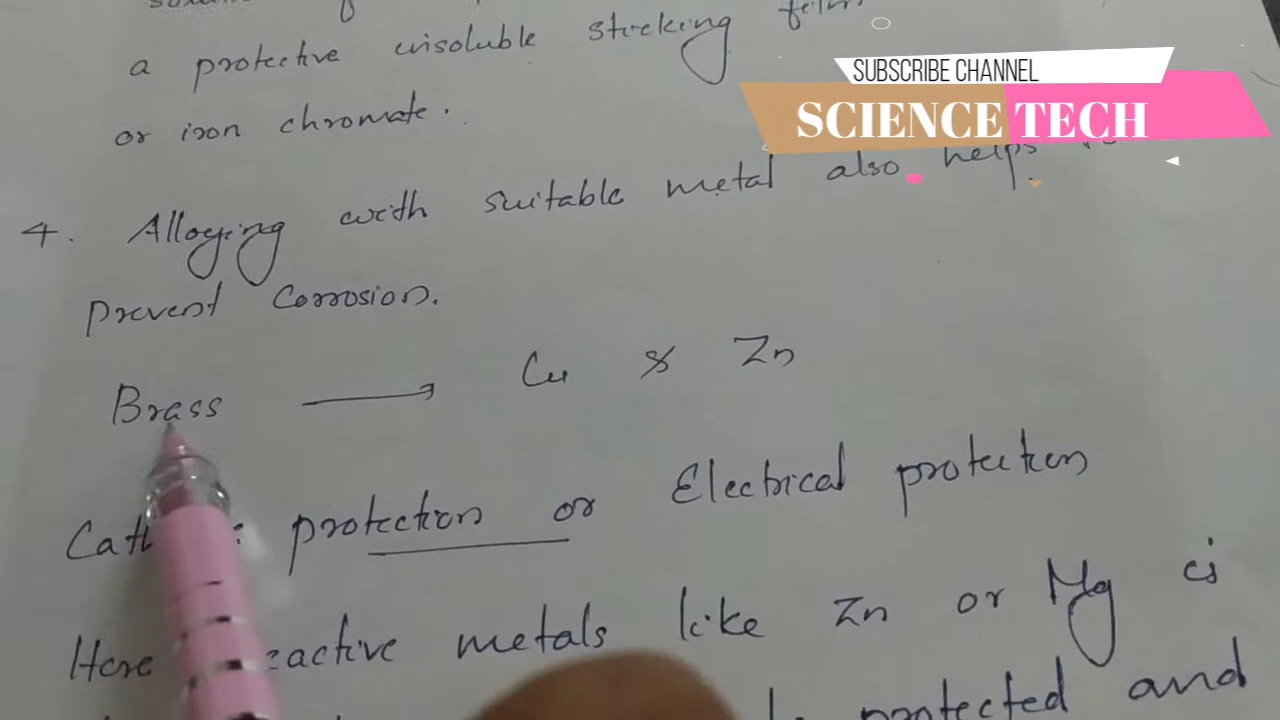 a protective insoluble sticking film
or iron chromate.
SUBSCRIBE CHANNEL
SCIENCE TECH
4. Alloying with suitable metal also helps
prevent Corrosion.
Brass → Cu & Zn
protection or Electrical protection
Here metals like Zn or Mg is
protected and